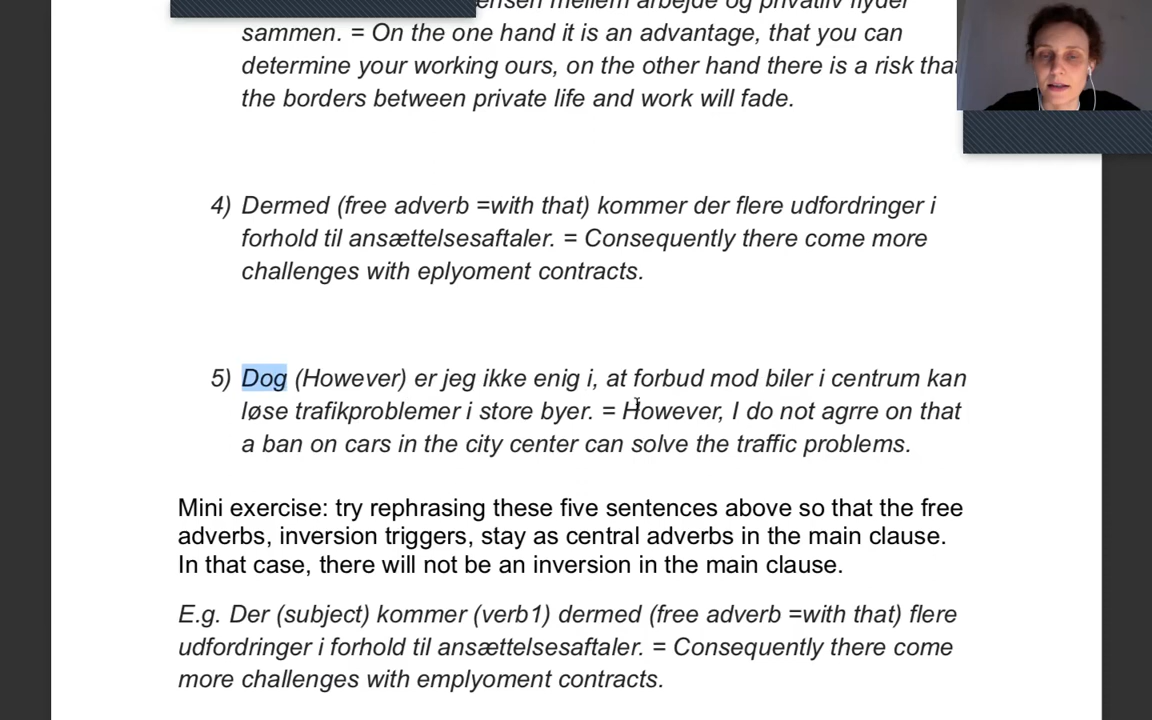 mellem arbejde og privatliv flyder
sammen. = On the one hand it is an advantage, that you can
determine your working ours, on the other hand there is a risk that
the borders between private life and work will fade.
4) Dermed (free adverb =with that) kommer der flere udfordringer i
forhold til ansættelsesaftaler. = Consequently there come more
challenges with eplyoment contracts.
5) Dog (However) er jeg ikke enig i, at forbud mod biler i centrum kan
løse trafikproblemer i store byer. = However, I do not agrre on that
a ban on cars in the city center can solve the traffic problems.
Mini exercise: try rephrasing these five sentences above so that the free
adverbs, inversion triggers, stay as central adverbs in the main clause.
In that case, there will not be an inversion in the main clause.
E.g. Der (subject) kommer (verb1) dermed (free adverb =with that) flere
udfordringer i forhold til ansættelsesaftaler. = Consequently there come
more challenges with emplyoment contracts.